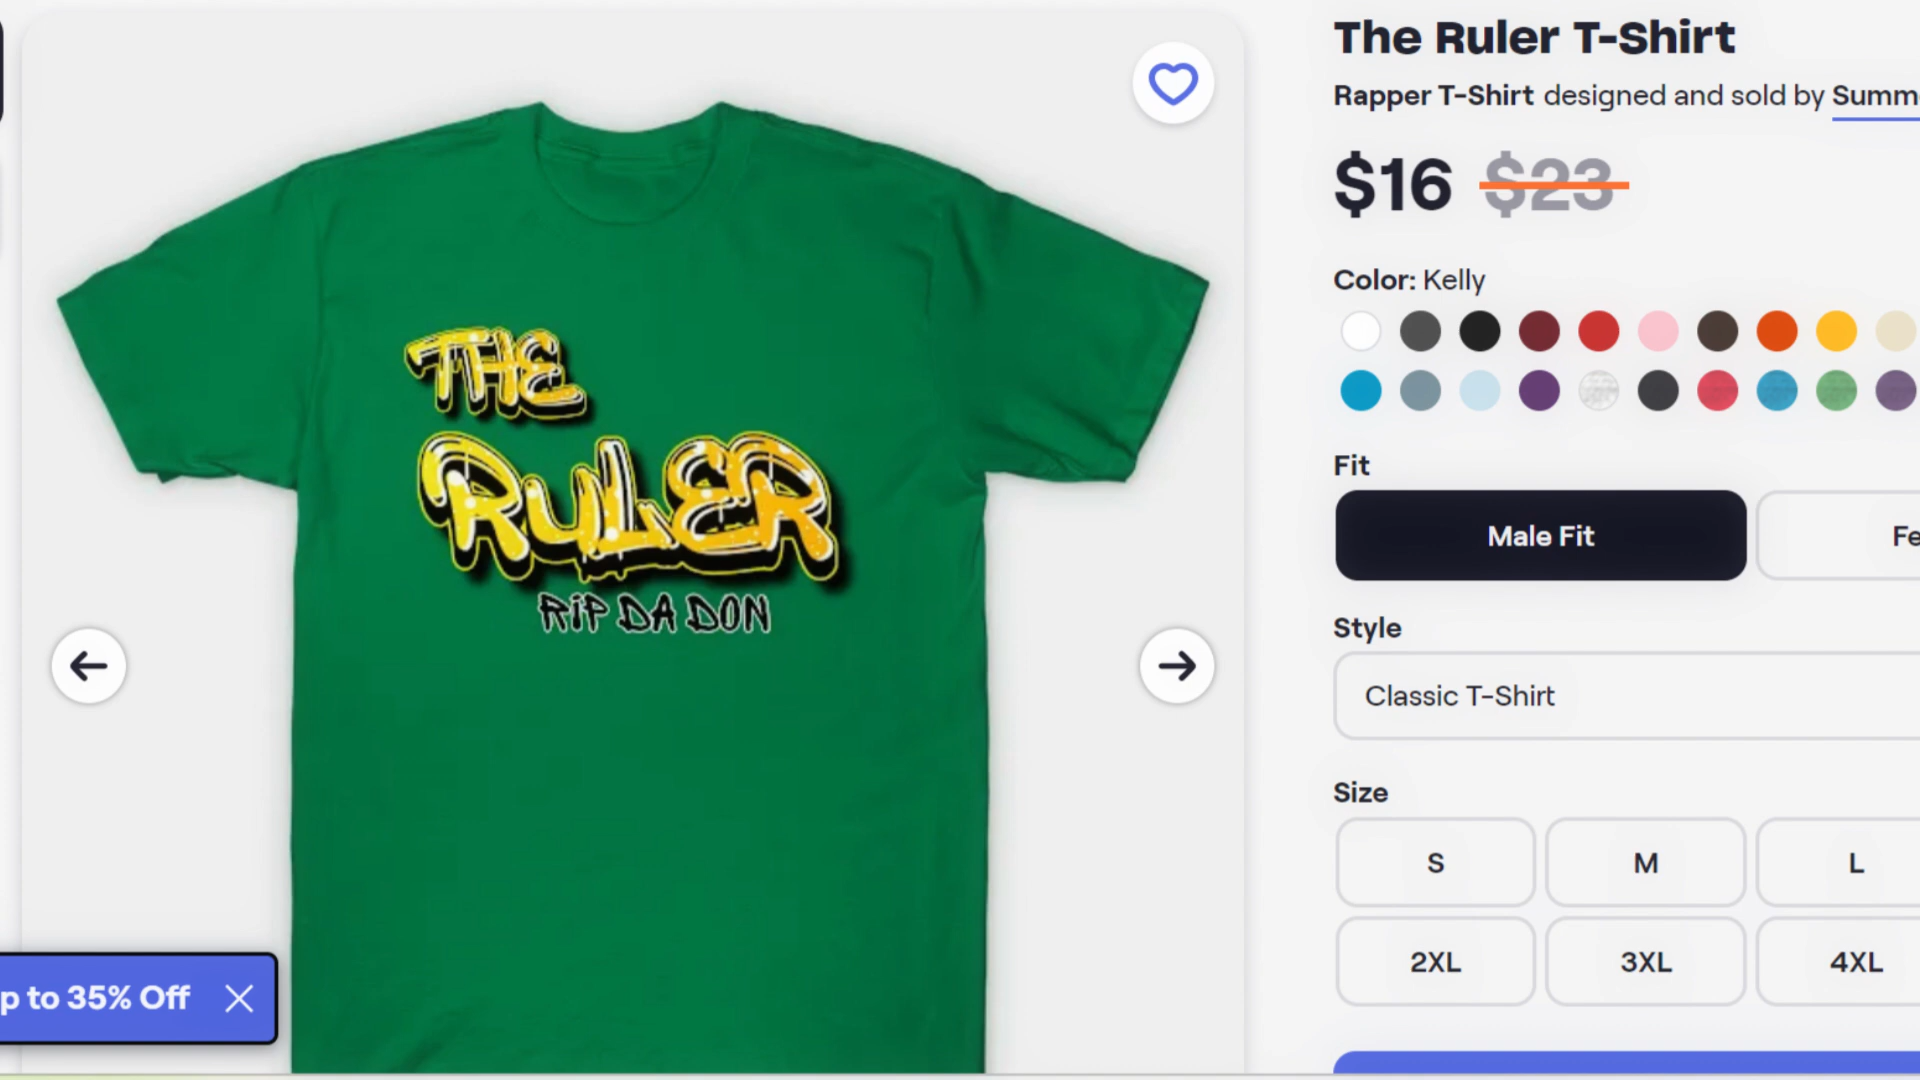 The Ruler T-Shirt
Rapper T-Shirt designed and sold by Summ
$16 $23
Color: Kelly
THE
RULER
RIP DA DON
Fit
Male Fit Fe
Style
Classic T-Shirt
Size
S M L
2XL 3XL 4XL
p to 35% Off